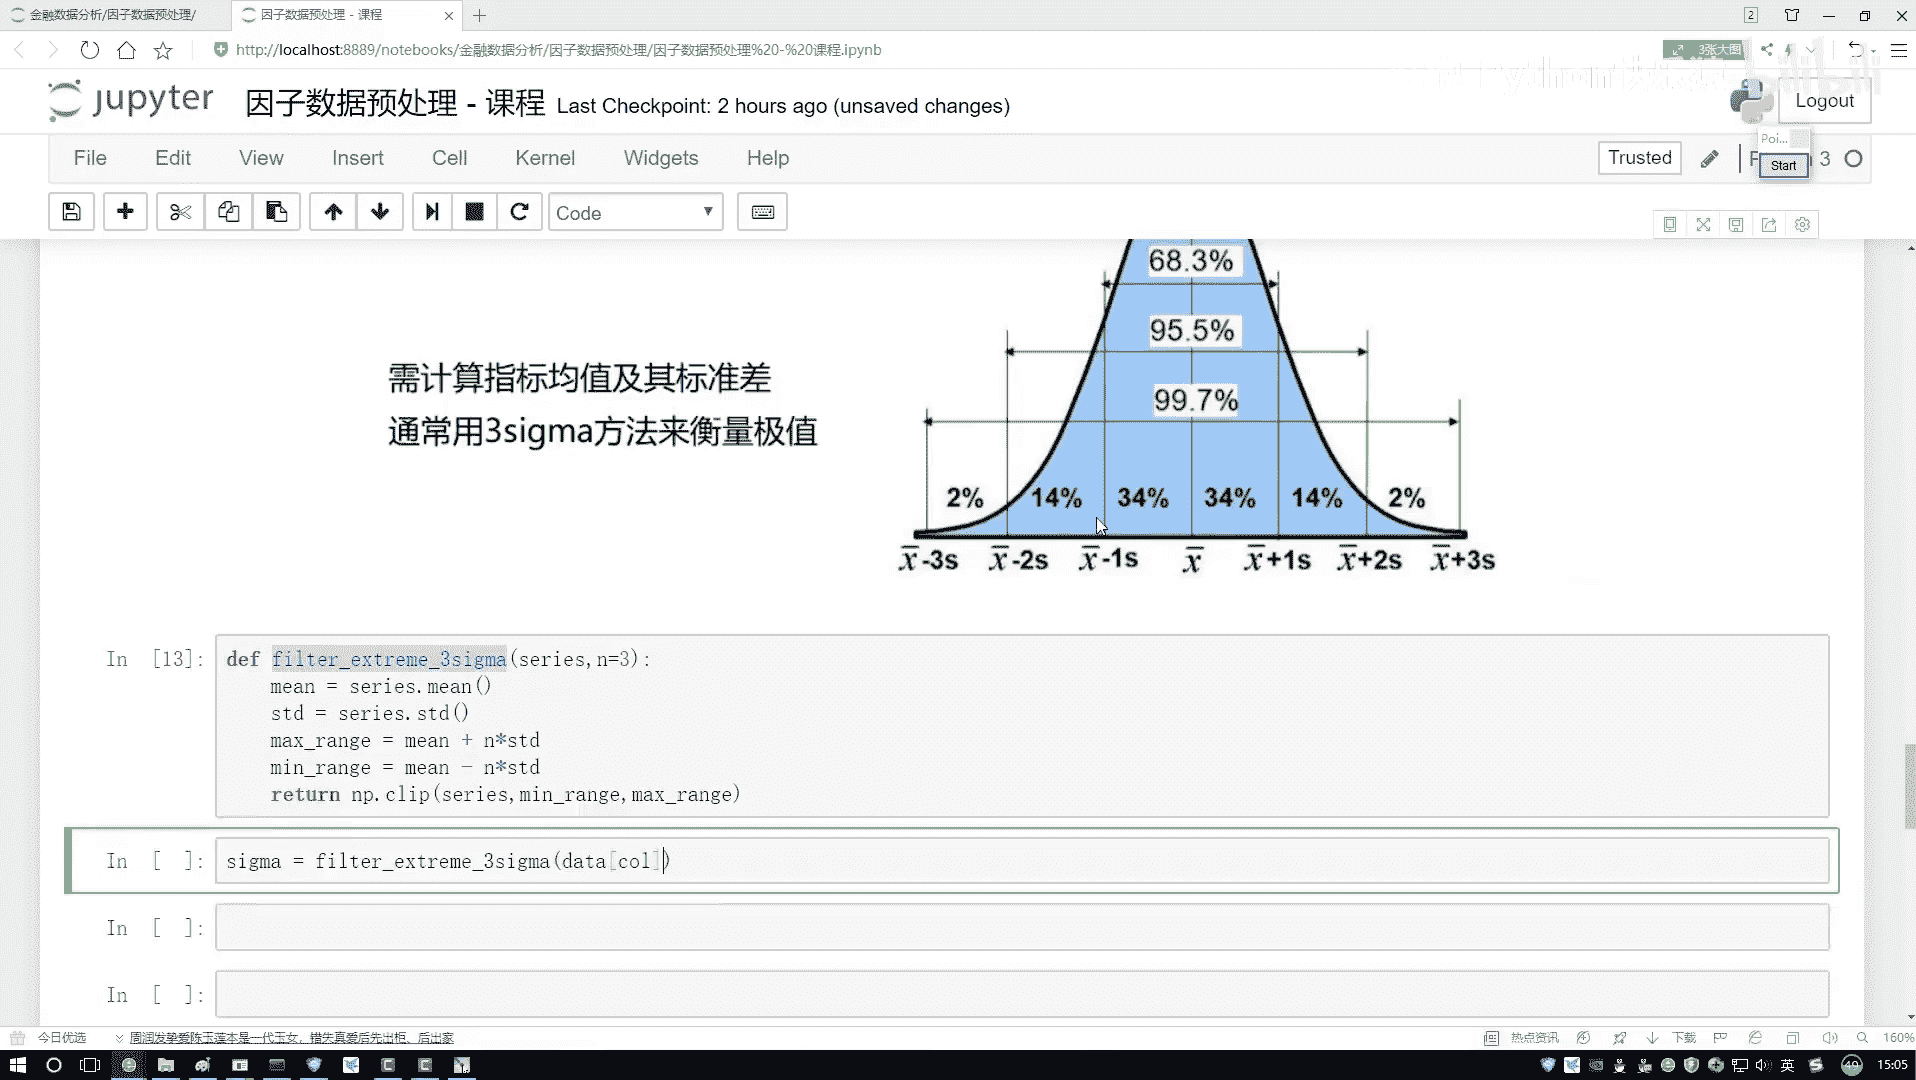 金融数据分析/因子数据预处理/
因子数据预处理 - 课程
2
http://localhost:8889/notebooks/金融数据分析/因子数据预处理/因子数据预处理%20-%20课程.ipynb
3张大图
bilibili
jupyter
因子数据预处理 - 课程
Last Checkpoint: 2 hours ago (unsaved changes)
Logout
Poi...
File Edit View Insert Cell Kernel Widgets Help
Trusted
Start
3
Code
68.3%
95.5%
需计算指标均值及其标准差
99.7%
通常用3sigma方法来衡量极值
2% 14% 34% 34% 14% 2%
x̅-3s x̅-2s x̅-1s x̅ x̅+1s x̅+2s x̅+3s
In [13]: def filter_extreme_3sigma(series,n=3):
mean = series.mean()
std = series.std()
max_range = mean + n*std
min_range = mean - n*std
return np.clip(series,min_range,max_range)
In [ ]: sigma = filter_extreme_3sigma(data[col])
In [ ]:
In [ ]:
今日优选
周润发挚爱陈玉莲本是一代玉女，错失真爱后先出柜、后出家
热点资讯
下载
160%
英
49
15:05